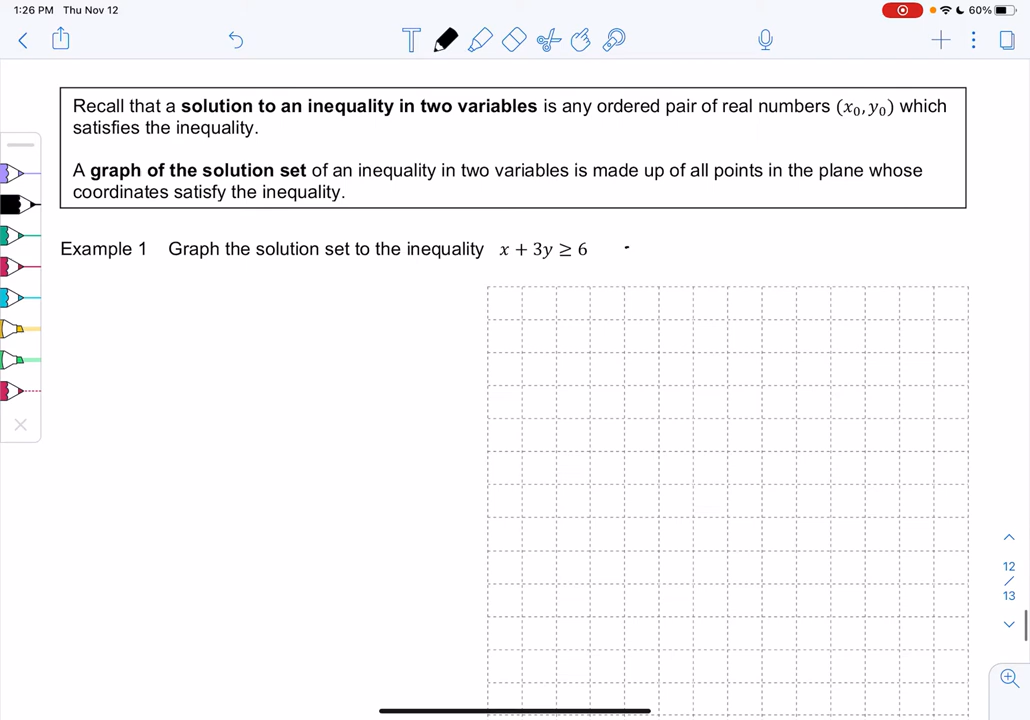 1:26 PM Thu Nov 12
60%
T
Recall that a solution to an inequality in two variables is any ordered pair of real numbers (x₀, y₀) which
satisfies the inequality.
A graph of the solution set of an inequality in two variables is made up of all points in the plane whose
coordinates satisfy the inequality.
Example 1 Graph the solution set to the inequality x + 3y ≥ 6
12
/
13